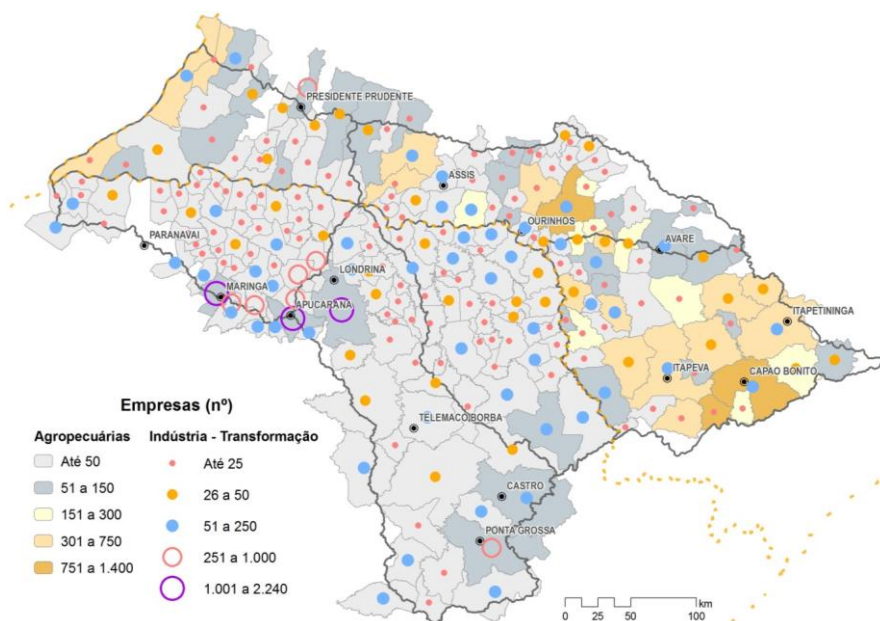 PRESIDENTE PRUDENTE
ASSIS
OURINHOS
PARANAVAI
AVARE
LONDRINA
MARINGA
APUCARANA
ITAPETININGA
ITAPEVA
CAPAO BONITO
TELEMACO BORBA
CASTRO
PONTA GROSSA
Empresas (nº)
Agropecuárias Indústria - Transformação
Até 50 Até 25
51 a 150 26 a 50
151 a 300 51 a 250
301 a 750 251 a 1.000
751 a 1.400 1.001 a 2.240
km
0 25 50 100